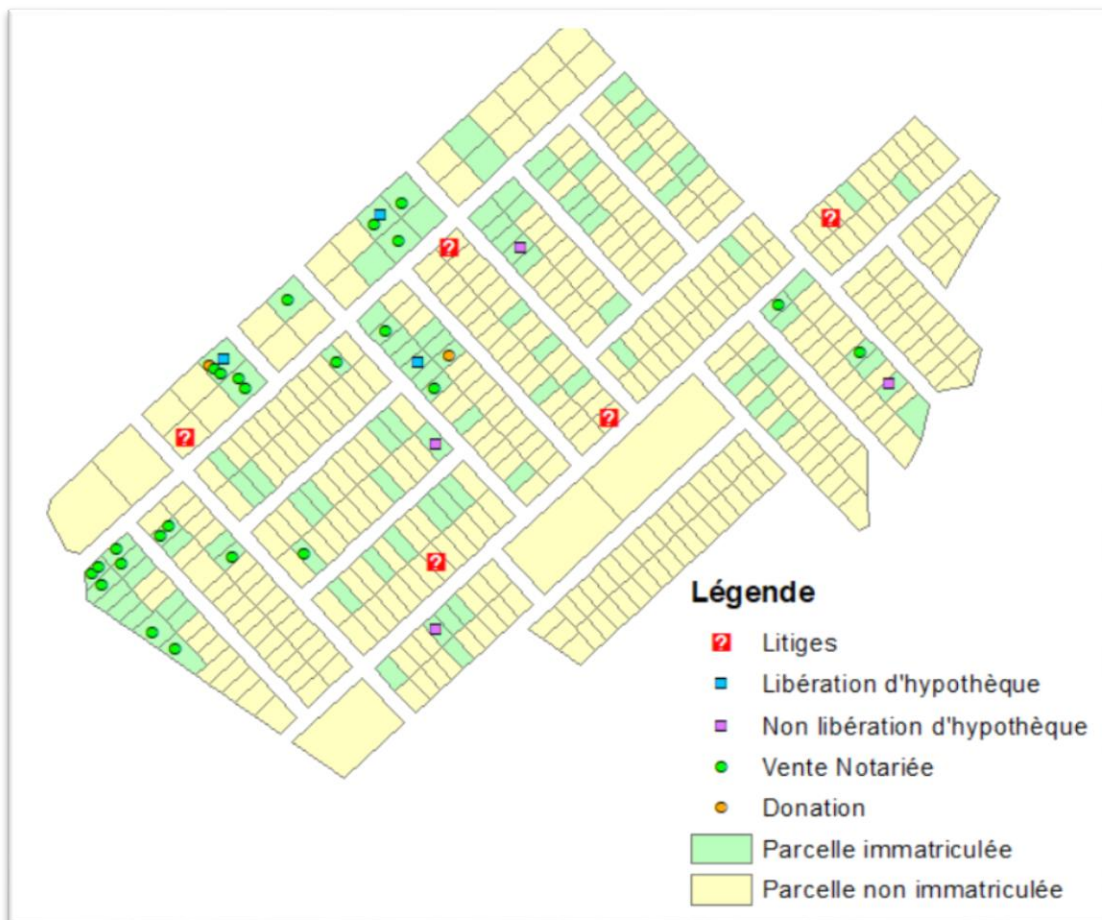 Légende
? Litiges
Libération d'hypothèque
Non libération d'hypothèque
Vente Notariée
Donation
Parcelle immatriculée
Parcelle non immatriculée
?
?
?
?
?